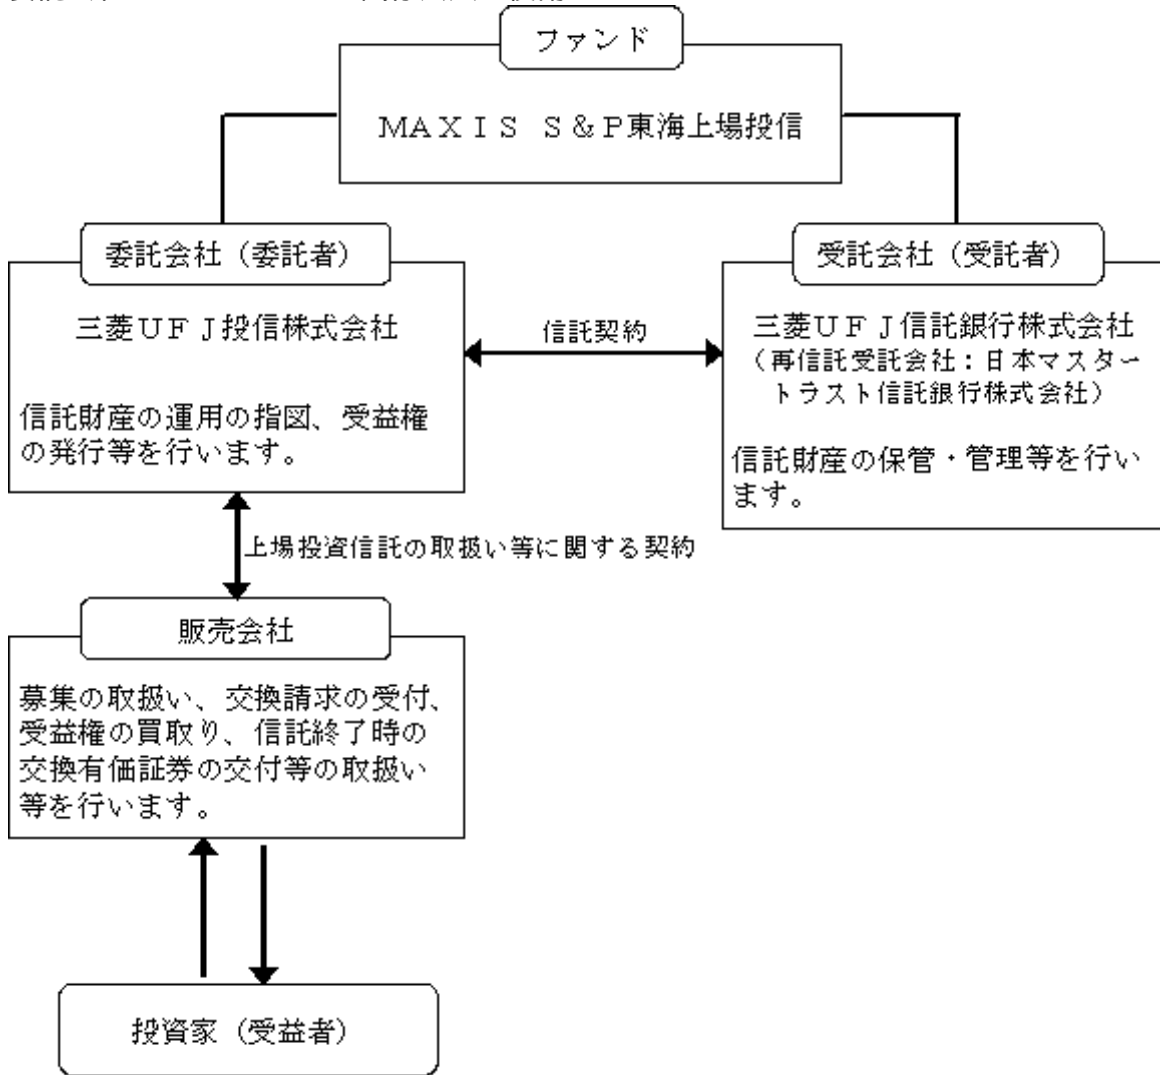 ファンド
ＭＡＸＩＳ Ｓ＆Ｐ東海上場投信
委託会社（委託者）
三菱ＵＦＪ投信株式会社
信託財産の運用の指図、受益権
の発行等を行います。
信託契約
受託会社（受託者）
三菱ＵＦＪ信託銀行株式会社
（再信託受託会社：日本マスター
トラスト信託銀行株式会社）
信託財産の保管・管理等を行い
ます。
上場投資信託の取扱い等に関する契約
販売会社
募集の取扱い、交換請求の受付、
受益権の買取り、信託終了時の
交換有価証券の交付等の取扱い
等を行います。
投資家（受益者）